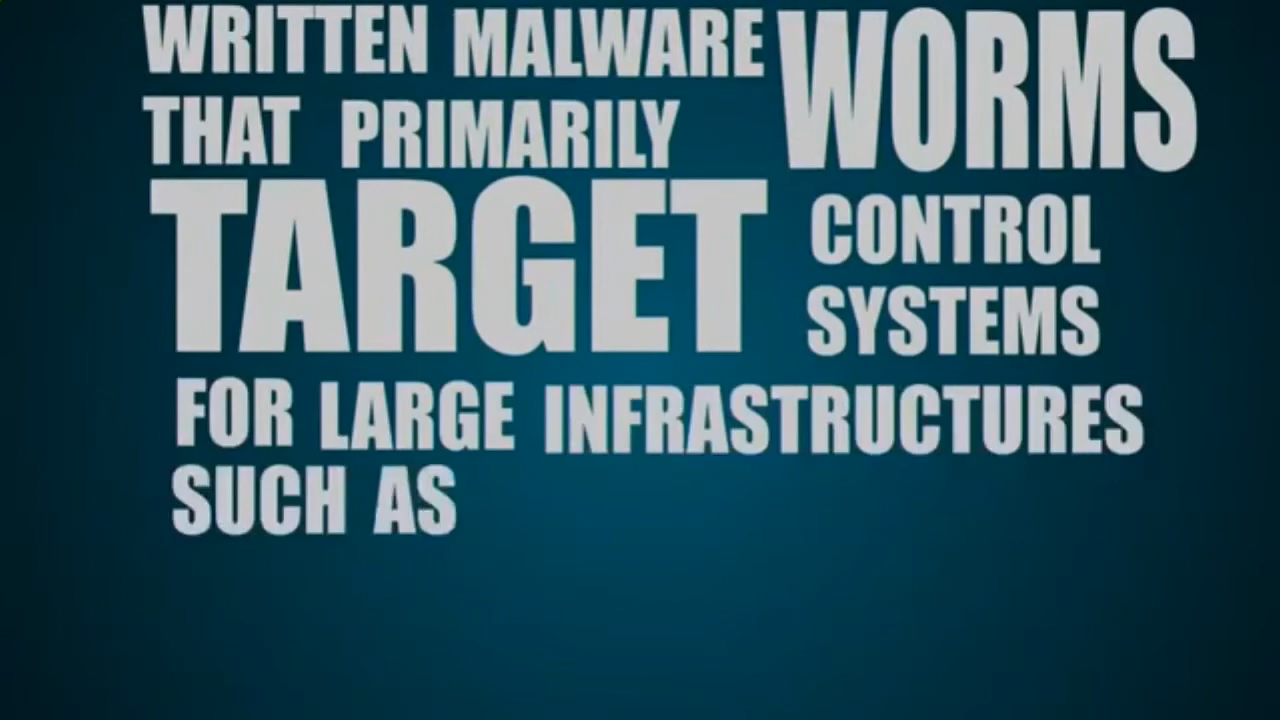 WRITTEN MALWARE WORMS
THAT PRIMARILY
TARGET CONTROL
SYSTEMS
FOR LARGE INFRASTRUCTURES
SUCH AS